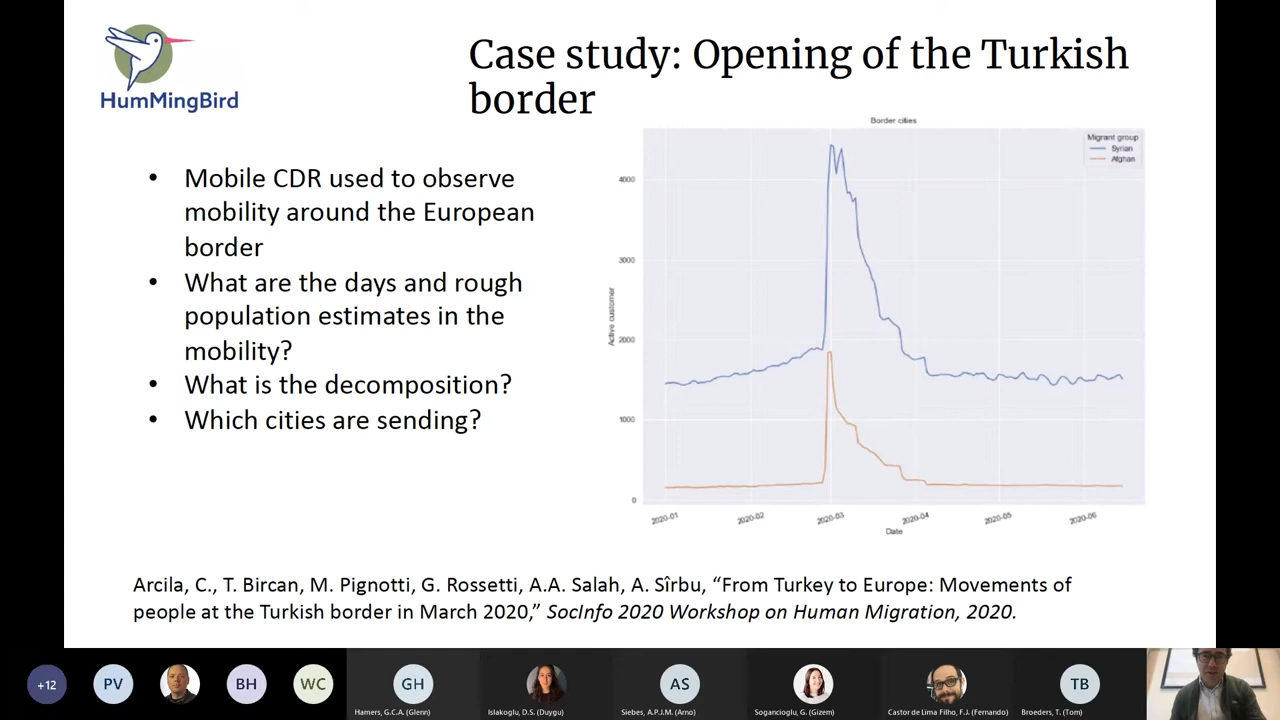 HumMingBird
Case study: Opening of the Turkish
border
• Mobile CDR used to observe
mobility around the European
border
• What are the days and rough
population estimates in the
mobility?
• What is the decomposition?
• Which cities are sending?
Border cities
Migrant group
Syrian
Afghan
Active customer
4000
3000
2000
1000
0
2020-01
2020-02
2020-03
2020-04
2020-05
2020-06
Date
Arcila, C., T. Bircan, M. Pignotti, G. Rossetti, A.A. Salah, A. Sîrbu, “From Turkey to Europe: Movements of
people at the Turkish border in March 2020,” SocInfo 2020 Workshop on Human Migration, 2020.
+12
PV
BH
WC
GH
AS
TB
Hamers, G.C.A. (Glenn)
Islakoglu, D.S. (Duygu)
Siebes, A.P.J.M. (Arno)
Sogancioglu, G. (Gizem)
Castor de Lima Filho, F.J. (Fernando)
Broeders, T. (Tom)